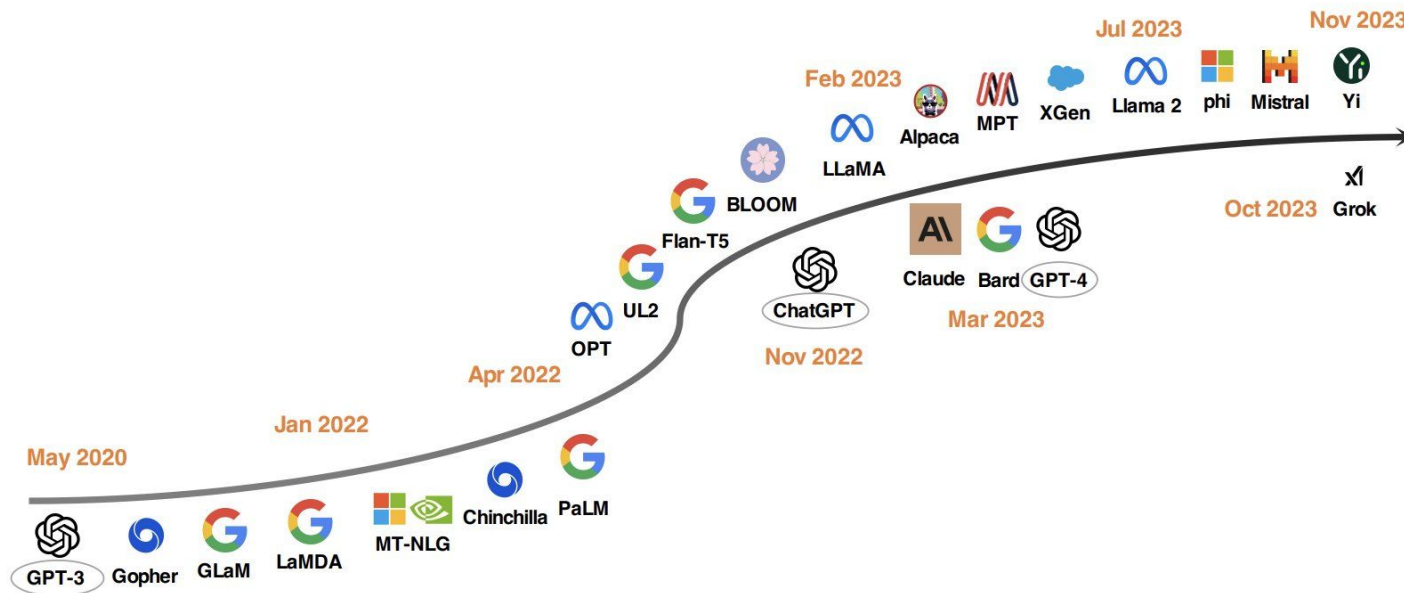 Nov 2023
Jul 2023
Feb 2023
Alpaca
MPT
XGen
Llama 2
phi
Mistral
Yi
LLaMA
BLOOM
Flan-T5
UL2
OPT
Oct 2023
Grok
Claude
Bard
GPT-4
Mar 2023
ChatGPT
Nov 2022
Apr 2022
Jan 2022
May 2020
GPT-3
Gopher
GLaM
LaMDA
MT-NLG
Chinchilla
PaLM